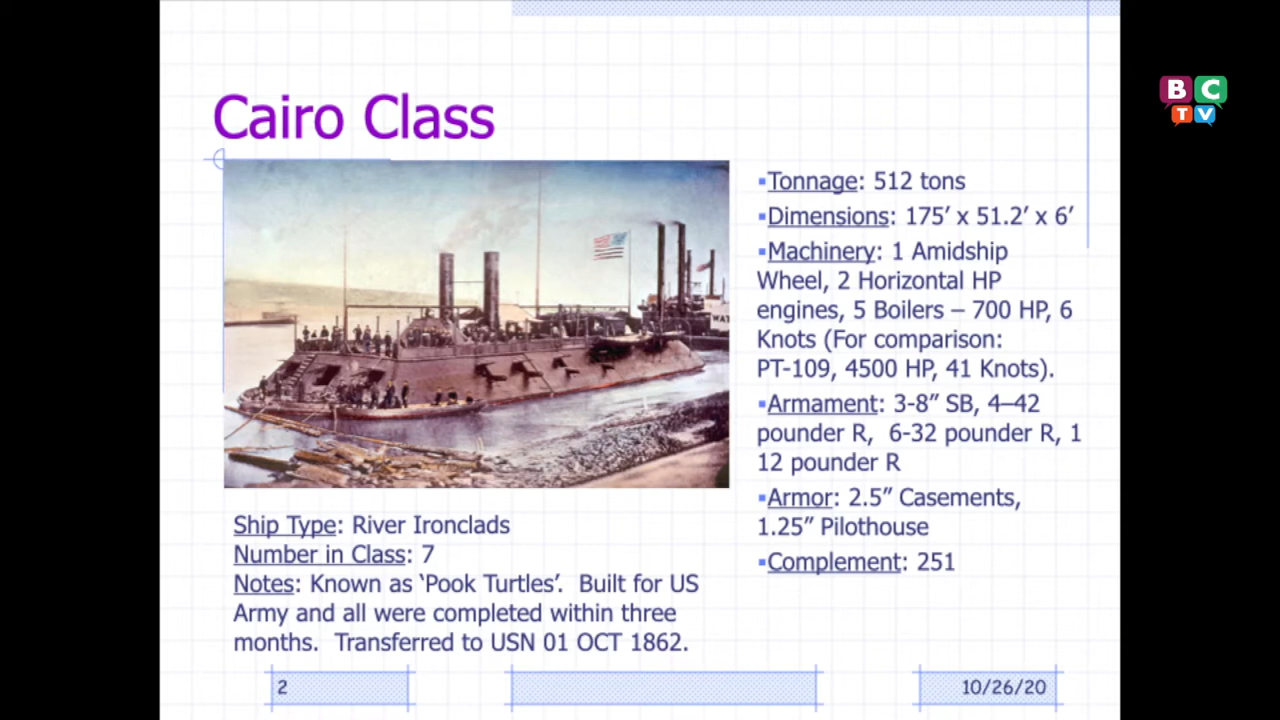 Cairo Class
B C
T V
WAT
▪Tonnage: 512 tons
▪Dimensions: 175’ x 51.2’ x 6’
▪Machinery: 1 Amidship
Wheel, 2 Horizontal HP
engines, 5 Boilers – 700 HP, 6
Knots (For comparison:
PT-109, 4500 HP, 41 Knots).
▪Armament: 3-8” SB, 4–42
pounder R,  6-32 pounder R, 1
12 pounder R
▪Armor: 2.5” Casements,
1.25” Pilothouse
▪Complement: 251
Ship Type: River Ironclads
Number in Class: 7
Notes: Known as ‘Pook Turtles’.  Built for US
Army and all were completed within three
months.  Transferred to USN 01 OCT 1862.
2
10/26/20